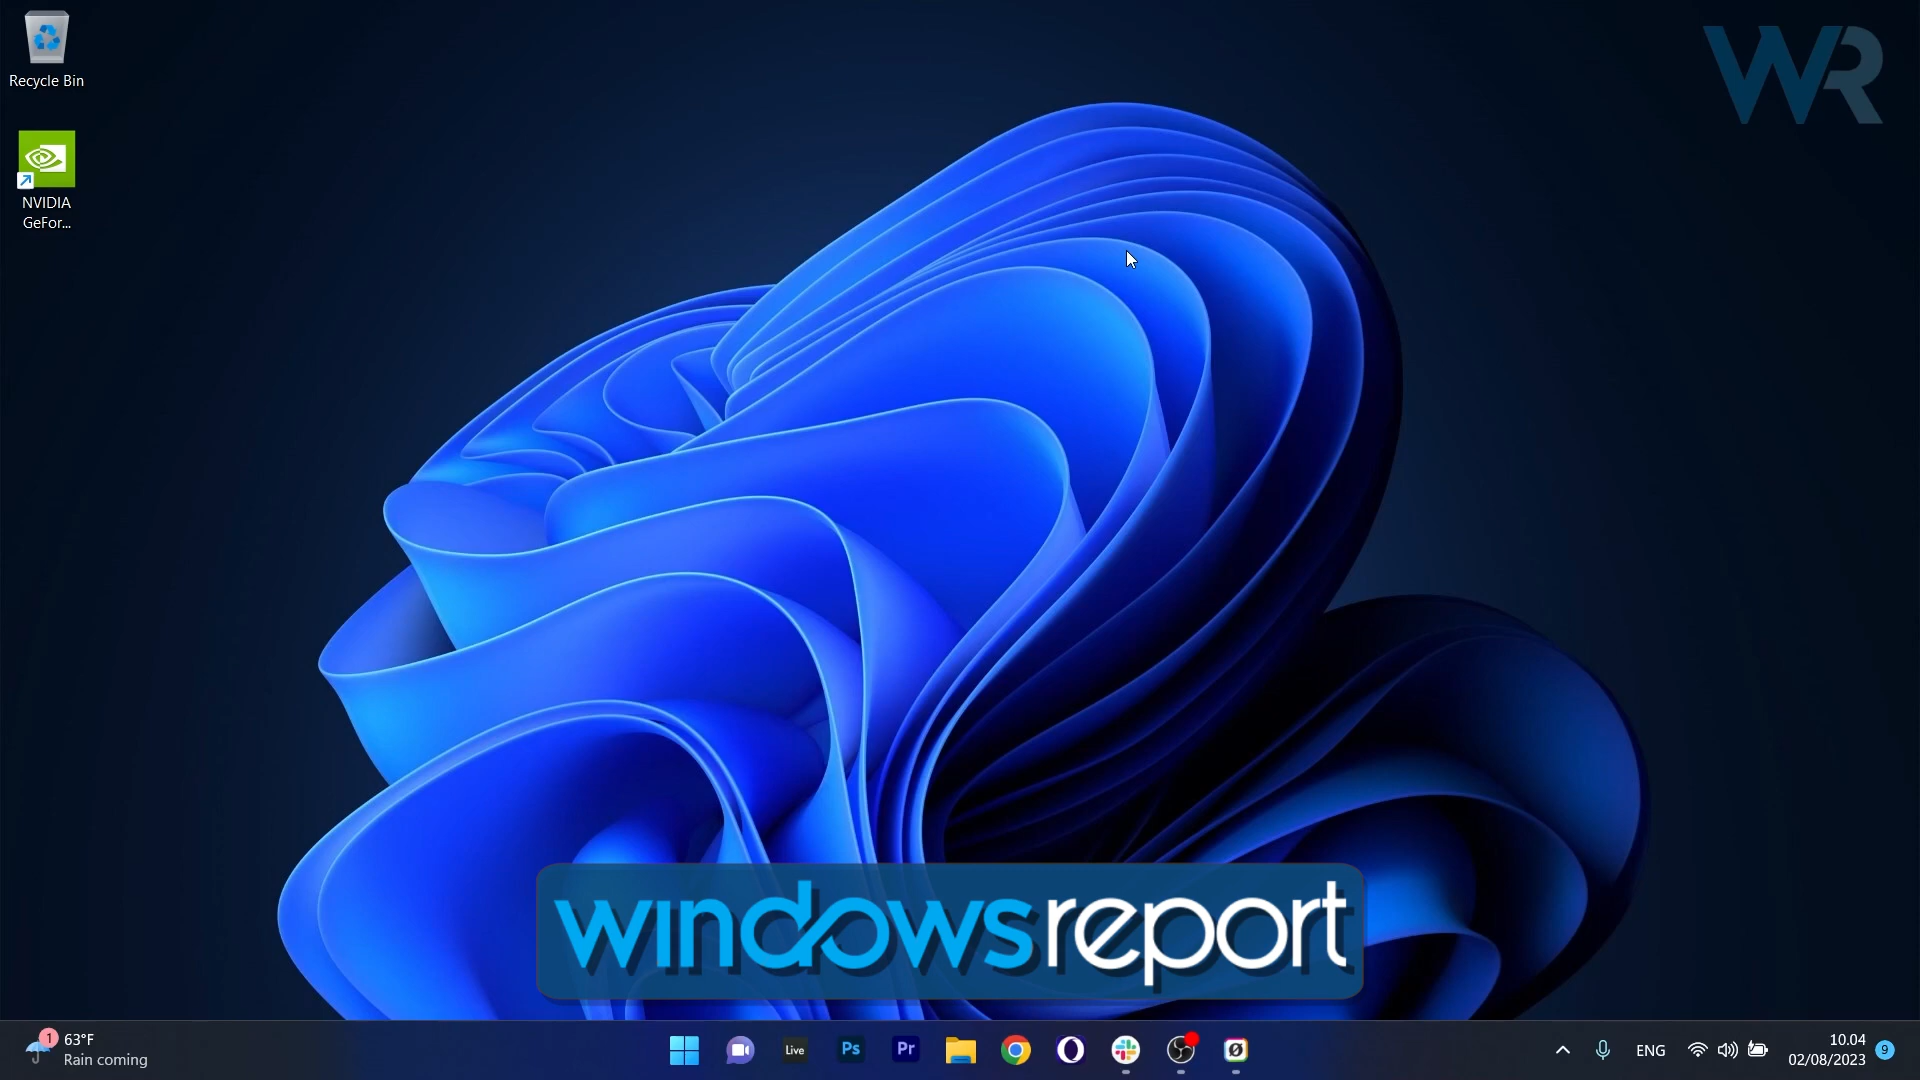 Recycle Bin
WR
NVIDIA
GeFor...
windowsreport
1
63°F
Rain coming
Live
Ps
Pr
ENG
10.04
02/08/2023
9